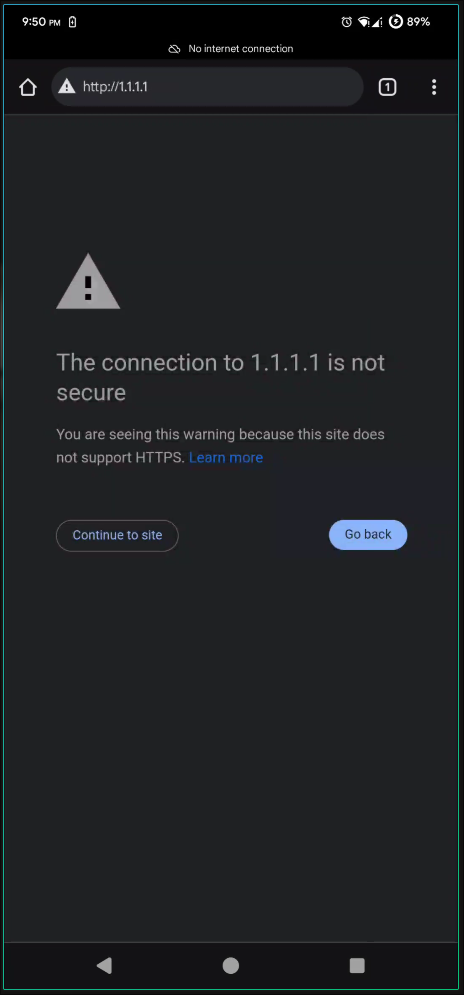 9:50 PM 89%
No internet connection
http://1.1.1.1 1
The connection to 1.1.1.1 is not
secure
You are seeing this warning because this site does
not support HTTPS. Learn more
Continue to site Go back